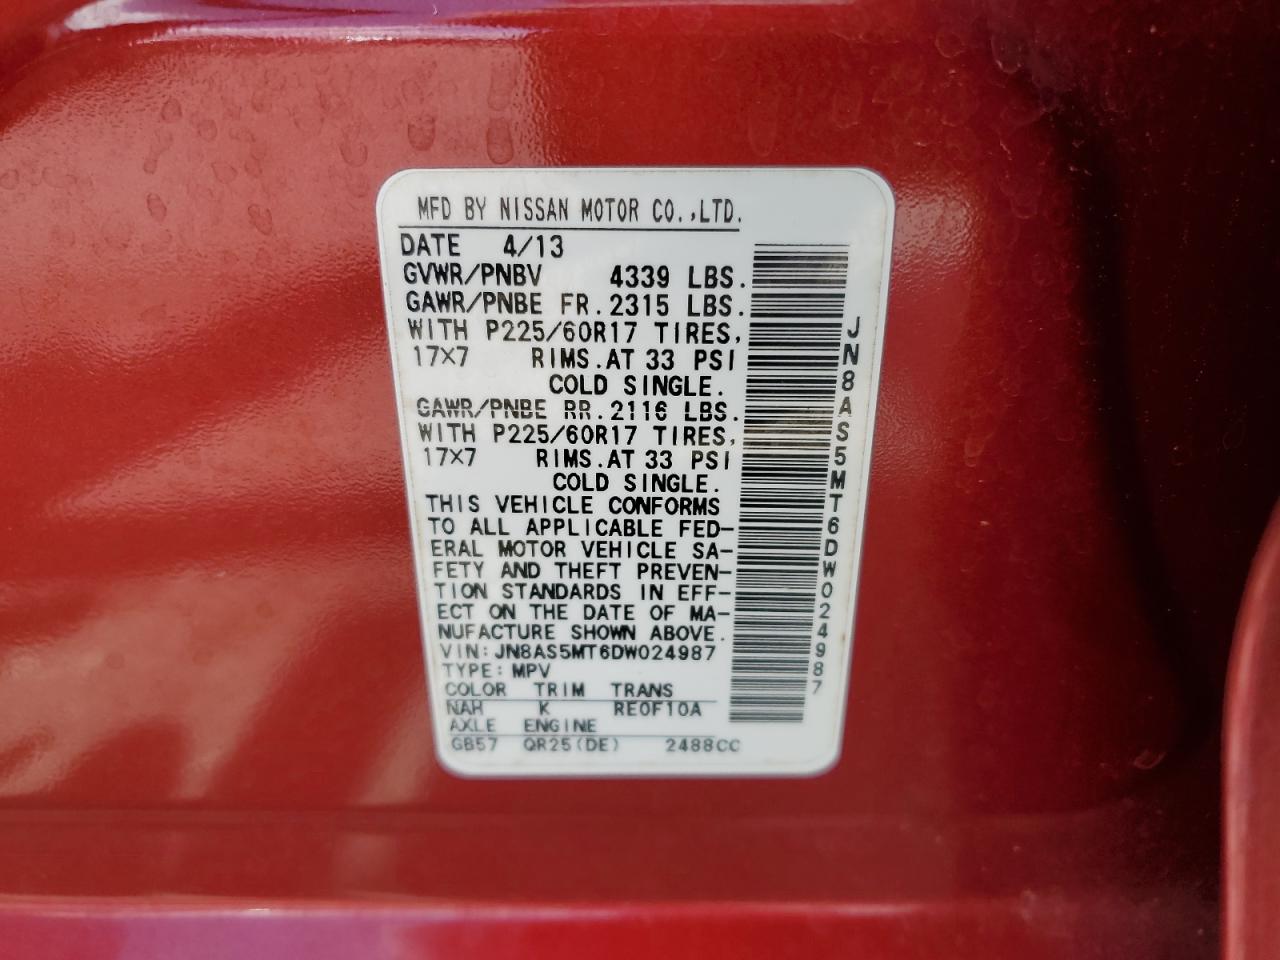 MFD BY NISSAN MOTOR CO.,LTD.
DATE 4/13
GVWR/PNBV 4339 LBS.
GAWR/PNBE FR.2315 LBS.
WITH P225/60R17 TIRES,
17×7 RIMS.AT 33 PSI
COLD SINGLE.
GAWR/PNBE RR.2116 LBS.
WITH P225/60R17 TIRES,
17×7 RIMS.AT 33 PSI
COLD SINGLE.
THIS VEHICLE CONFORMS
TO ALL APPLICABLE FED-
ERAL MOTOR VEHICLE SA-
FETY AND THEFT PREVEN-
TION STANDARDS IN EFF-
ECT ON THE DATE OF MA-
NUFACTURE SHOWN ABOVE.
VIN:JN8AS5MT6DW024987
TYPE:MPV
COLOR TRIM TRANS
NAH K RE0F10A
AXLE ENGINE
GB57 QR25(DE) 2488CC
JN8AS5MT6DW024987